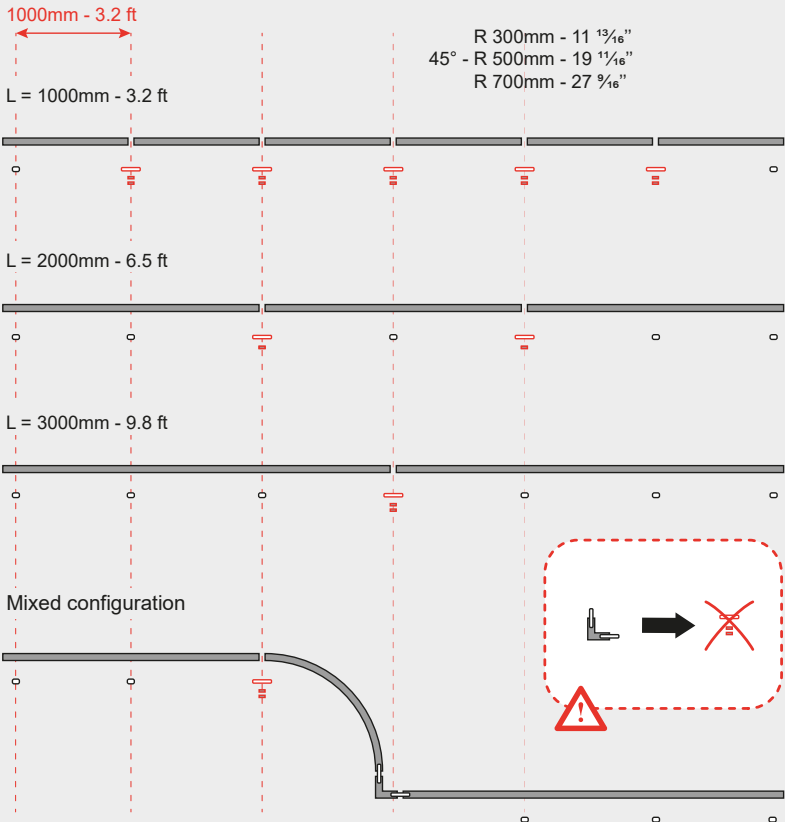 1000mm - 3.2 ft
R 300mm - 11 ¹³⁄₁₆”
45° - R 500mm - 19 ¹¹⁄₁₆”
R 700mm - 27 ⁹⁄₁₆”
L = 1000mm - 3.2 ft
L = 2000mm - 6.5 ft
L = 3000mm - 9.8 ft
Mixed configuration
!